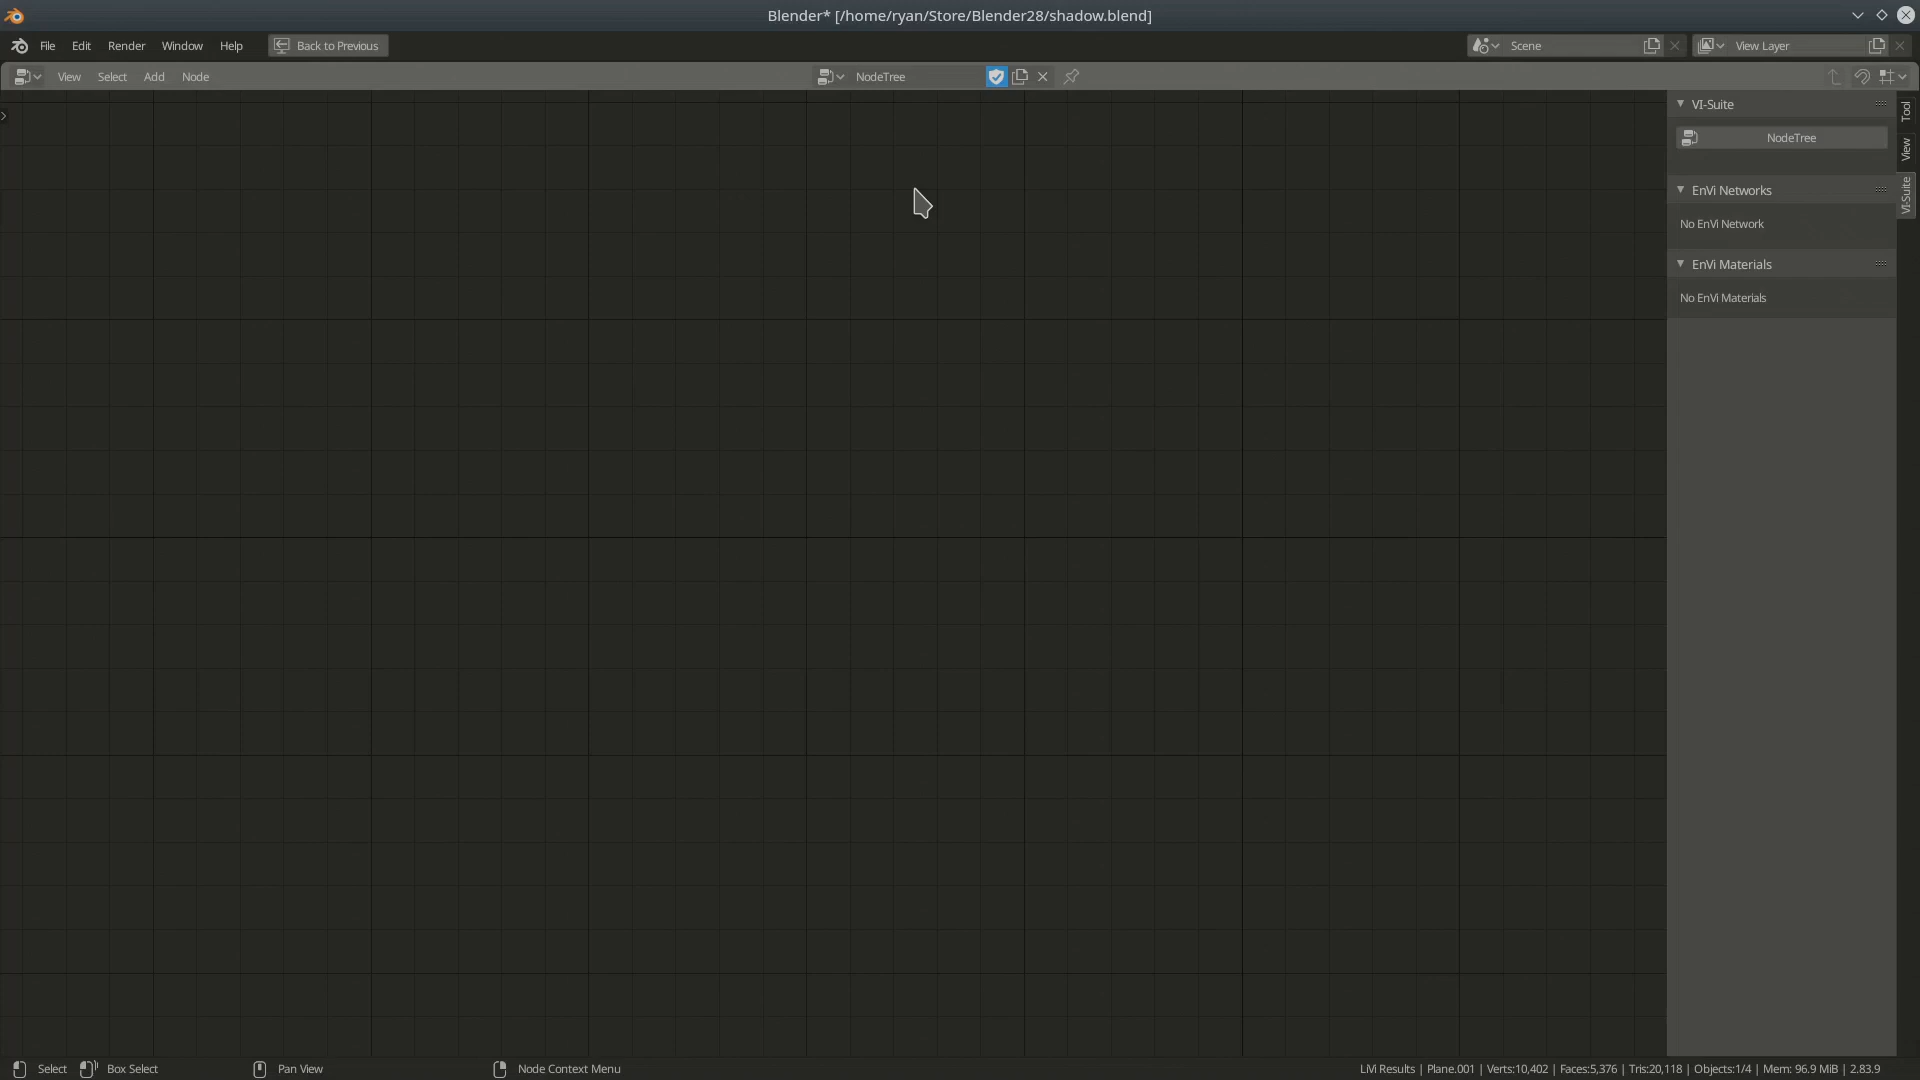 Blender* [/home/ryan/Store/Blender28/shadow.blend]
File Edit Render Window Help Back to Previous Scene View Layer
View Select Add Node NodeTree
VI-Suite
NodeTree
EnVi Networks
No EnVi Network
EnVi Materials
No EnVi Materials
Tool
View
VI-Suite
Select Box Select Pan View Node Context Menu LiVi Results | Plane.001 | Verts:10,402 | Faces:5,376 | Tris:20,118 | Objects:1/4 | Mem: 96.9 MiB | 2.83.9